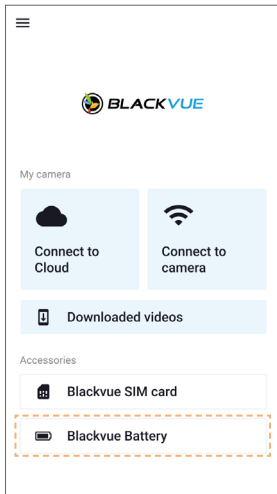 BLACKVUE
My camera
Connect to
Cloud
Connect to
camera
Downloaded videos
Accessories
Blackvue SIM card
Blackvue Battery